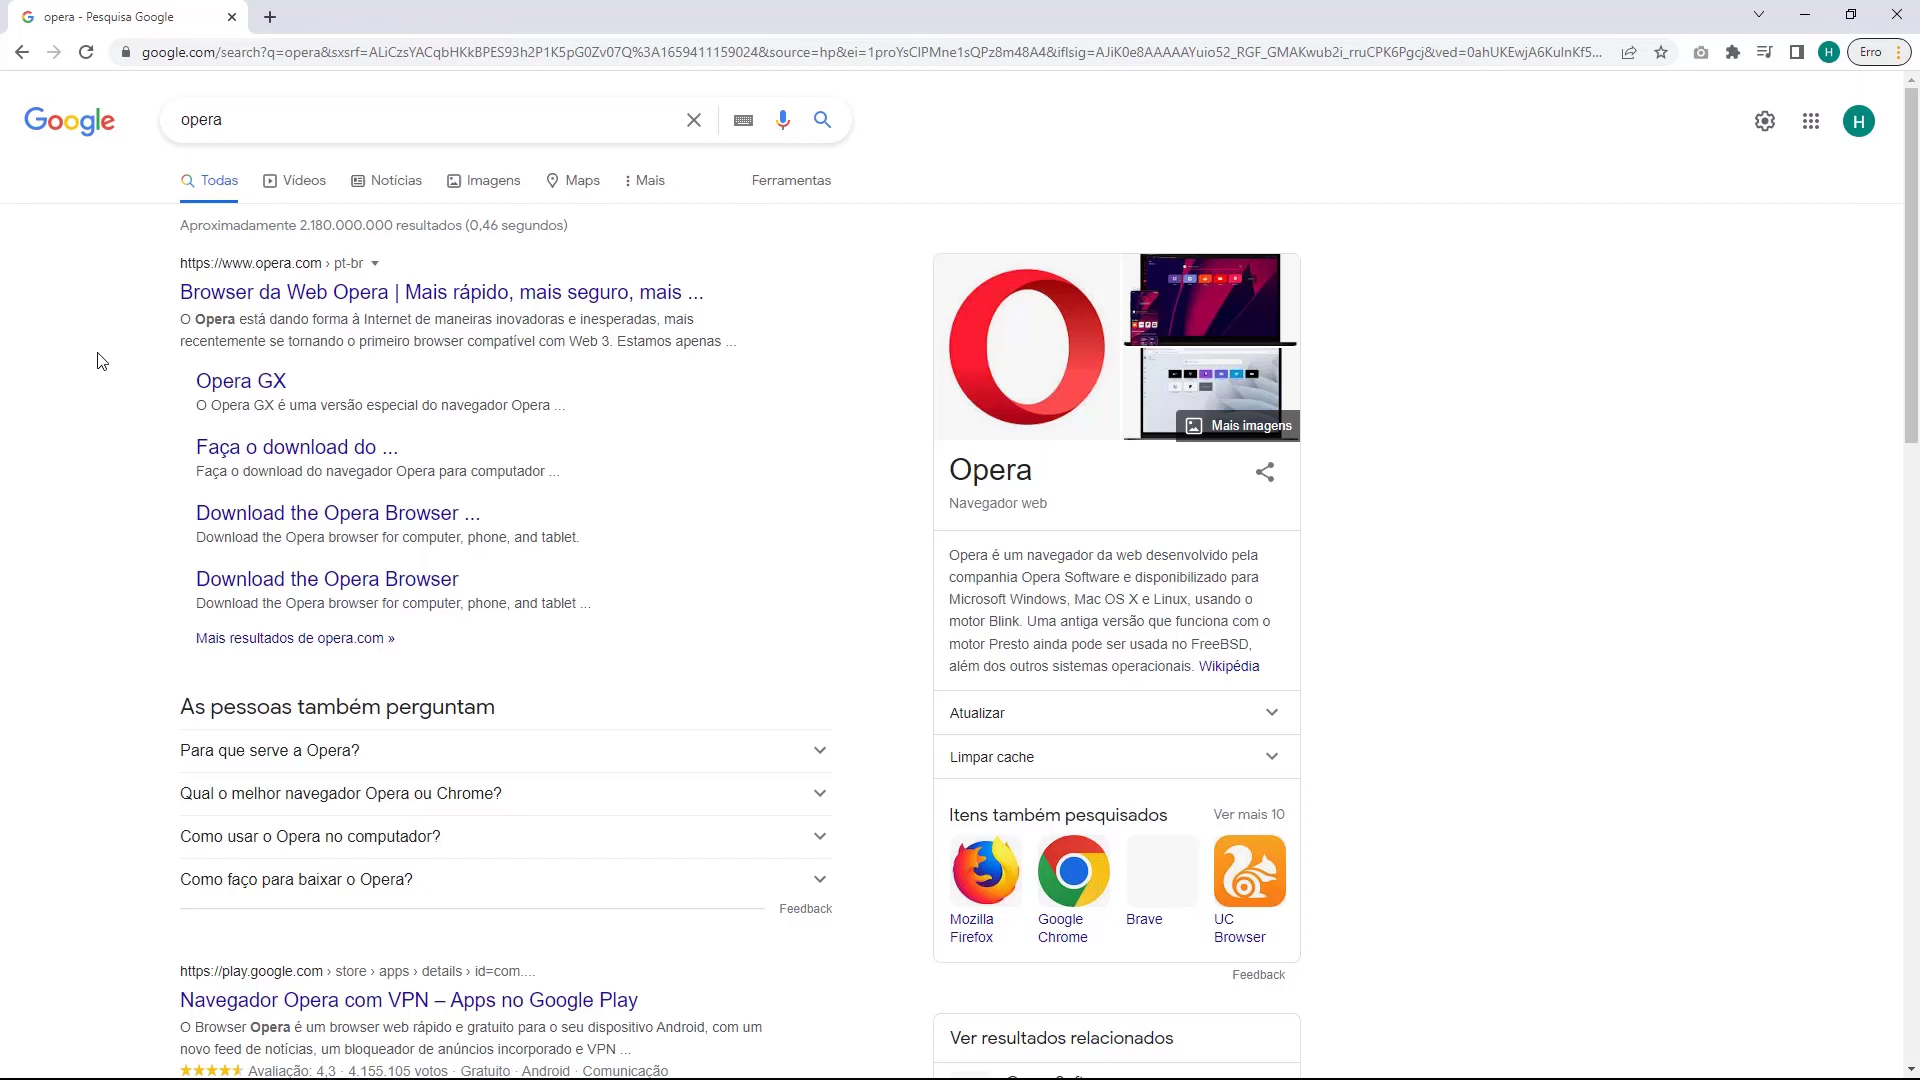 opera - Pesquisa Google
google.com/search?q=opera&sxsrf=ALiCzsYACqbHKkBPES93h2P1K5pG0Zv07Q%3A1659411159024&source=hp&ei=1proYsClPMne1sQPz8m48A4&iflsig=AJiK0e8AAAAAYuio52_RGF_GMAKwub2i_rruCPK6Pgcj&ved=0ahUKEwjA6KulnKf5...
H
Erro
Google
opera
H
Todas
Vídeos
Notícias
Imagens
Maps
Mais
Ferramentas
Aproximadamente 2.180.000.000 resultados (0,46 segundos)
https://www.opera.com › pt-br
Browser da Web Opera | Mais rápido, mais seguro, mais ...
O Opera está dando forma à Internet de maneiras inovadoras e inesperadas, mais
recentemente se tornando o primeiro browser compatível com Web 3. Estamos apenas ...
Opera GX
O Opera GX é uma versão especial do navegador Opera ...
Faça o download do ...
Faça o download do navegador Opera para computador ...
Download the Opera Browser ...
Download the Opera browser for computer, phone, and tablet.
Download the Opera Browser
Download the Opera browser for computer, phone, and tablet ...
Mais resultados de opera.com »
As pessoas também perguntam
Para que serve a Opera?
Qual o melhor navegador Opera ou Chrome?
Como usar o Opera no computador?
Como faço para baixar o Opera?
Feedback
https://play.google.com › store › apps › details › id=com....
Navegador Opera com VPN – Apps no Google Play
O Browser Opera é um browser web rápido e gratuito para o seu dispositivo Android, com um
novo feed de notícias, um bloqueador de anúncios incorporado e VPN ...
Avaliação: 4,3 · 4.155.105 votos · Gratuito · Android · Comunicação
Mais imagens
Opera
Navegador web
Opera é um navegador da web desenvolvido pela
companhia Opera Software e disponibilizado para
Microsoft Windows, Mac OS X e Linux, usando o
motor Blink. Uma antiga versão que funciona com o
motor Presto ainda pode ser usada no FreeBSD,
além dos outros sistemas operacionais. Wikipédia
Atualizar
Limpar cache
Itens também pesquisados
Ver mais 10
Mozilla
Firefox
Google
Chrome
Brave
UC
Browser
Feedback
Ver resultados relacionados